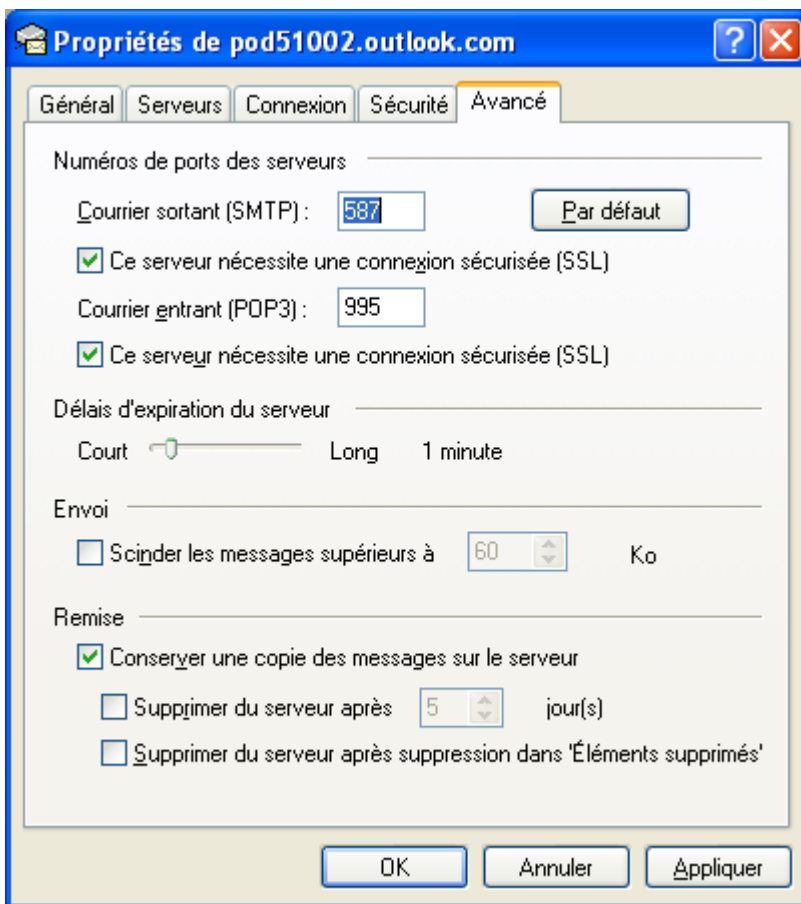 Propriétés de pod51002.outlook.com
Général Serveurs Connexion Sécurité Avancé
Numéros de ports des serveurs
Courrier sortant (SMTP) : 587 Par défaut
Ce serveur nécessite une connexion sécurisée (SSL)
Courrier entrant (POP3) : 995
Ce serveur nécessite une connexion sécurisée (SSL)
Délais d'expiration du serveur
Court Long 1 minute
Envoi
Scinder les messages supérieurs à 60 Ko
Remise
Conserver une copie des messages sur le serveur
Supprimer du serveur après 5 jour(s)
Supprimer du serveur après suppression dans 'Éléments supprimés'
OK Annuler Appliquer